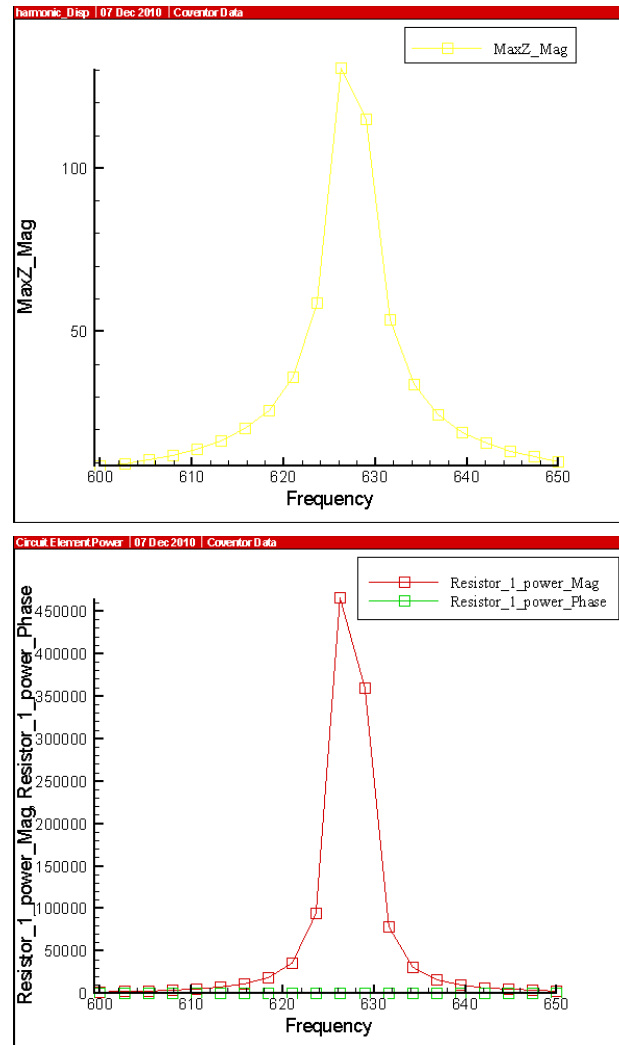 harmonic_Disp | 07 Dec 2010 | Coventor Data
MaxZ_Mag
MaxZ_Mag
100
50
600
610
620
630
640
650
Frequency
Circuit Element Power | 07 Dec 2010 | Coventor Data
Resistor_1_power_Mag
Resistor_1_power_Phase
Resistor_1_power_Mag, Resistor_1_power_Phase
450000
400000
350000
300000
250000
200000
150000
100000
50000
0
600
610
620
630
640
650
Frequency